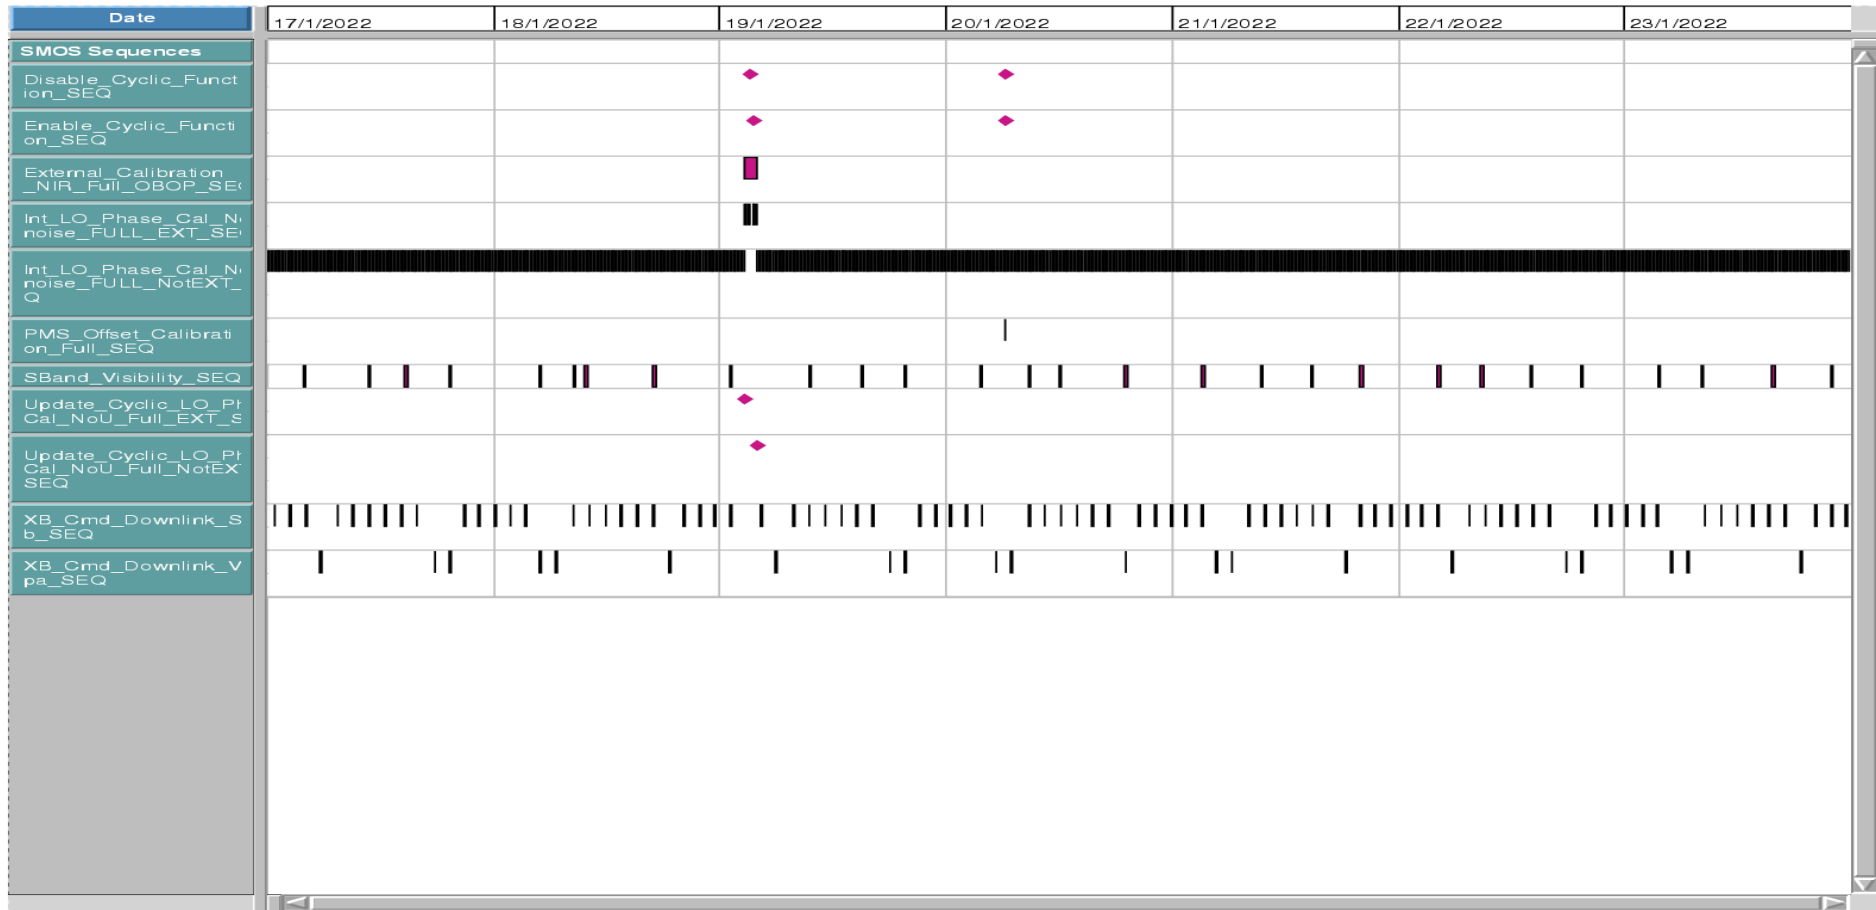 Date
17/1/2022
18/1/2022
19/1/2022
20/1/2022
21/1/2022
22/1/2022
23/1/2022
SMOS Sequences
Disable_Cyclic_Funct
ion_SEQ
Enable_Cyclic_Functi
on_SEQ
External_Calibration
_NIR_Full_OBOP_SE
Int_LO_Phase_Cal_N
noise_FULL_EXT_SE
Int_LO_Phase_Cal_N
noise_FULL_NotEXT_
Q
PMS_Offset_Calibrati
on_Full_SEQ
SBand_Visibility_SEQ
Update_Cyclic_LO_P
Cal_NoU_Full_EXT_S
Update_Cyclic_LO_P
Cal_NoU_Full_NotEX
SEQ
XB_Cmd_Downlink_S
b_SEQ
XB_Cmd_Downlink_V
pa_SEQ